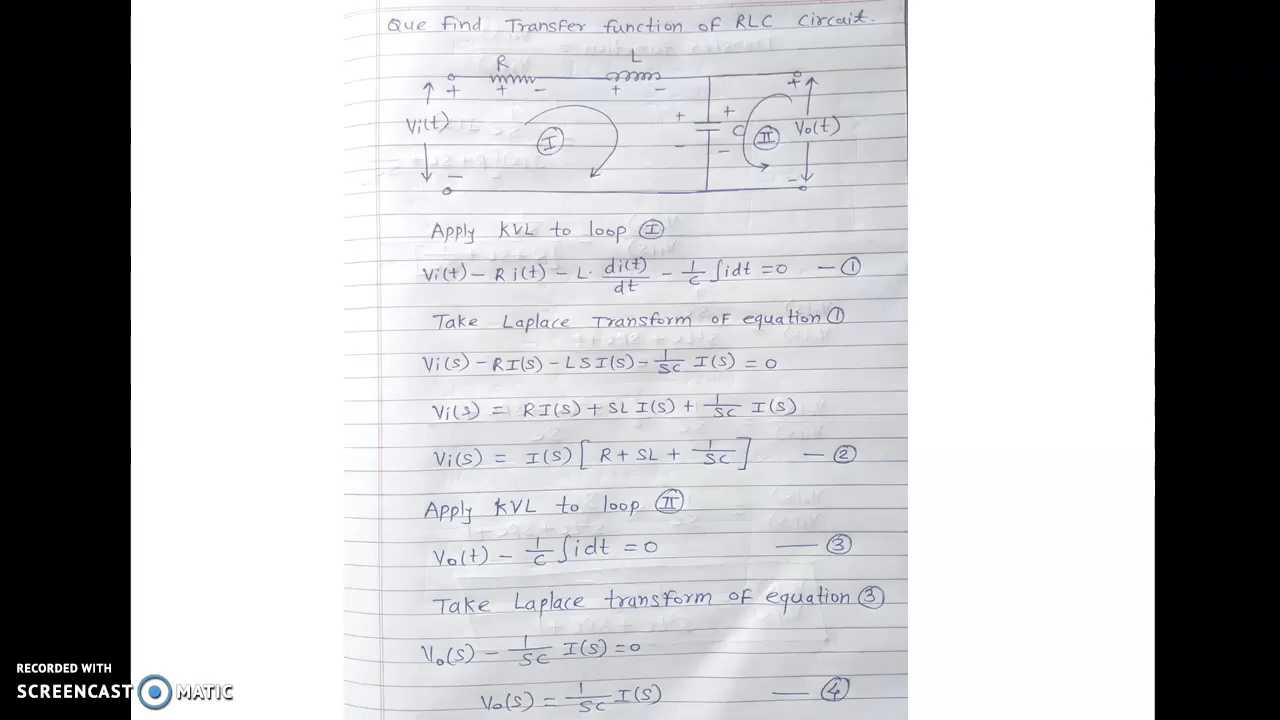 Que find Transfer function of RLC circait.
R L
+ + - + - +
Vi(t) I + + C II Vo(t)
- - - -
Apply KVL to loop I
Vi(t) - R i(t) - L · di(t)/dt - 1/C ∫idt = 0 — 1
Take Laplace Transform of equation 1
Vi(s) - RI(s) - LSI(s) - 1/SC I(s) = 0
Vi(s) = RI(s) + SL I(s) + 1/SC I(s)
Vi(s) = I(s) [ R + SL + 1/SC ] — 2
Apply KVL to loop II
Vo(t) - 1/C ∫idt = 0 — 3
Take Laplace transform of equation 3
Vo(s) - 1/SC I(s) = 0
Vo(s) = 1/SC I(s) — 4
RECORDED WITH
SCREENCAST MATIC